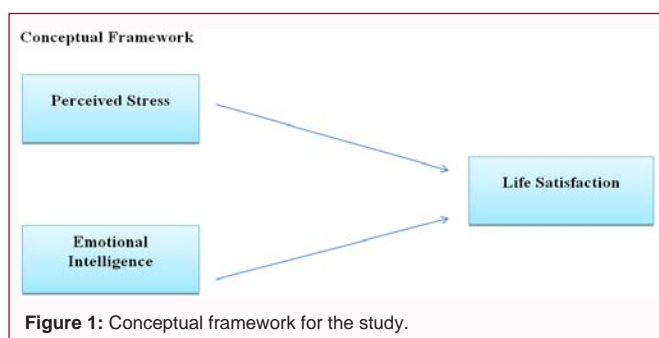 Conceptual Framework
Perceived Stress
Life Satisfaction
Emotional
Intelligence
Figure 1: Conceptual framework for the study.